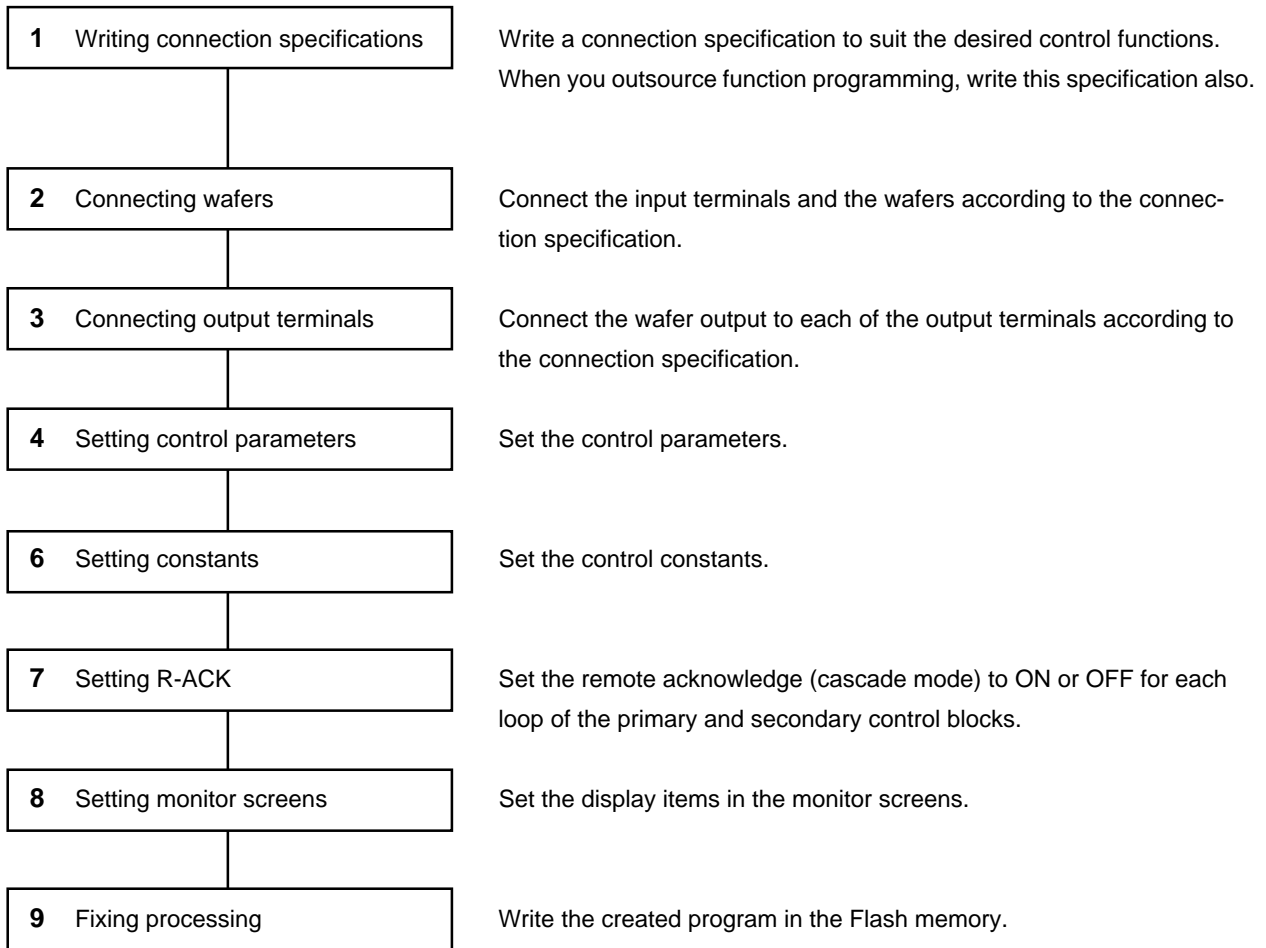 1 Writing connection specifications
Write a connection specification to suit the desired control functions.
When you outsource function programming, write this specification also.
2 Connecting wafers
Connect the input terminals and the wafers according to the connec-
tion specification.
3 Connecting output terminals
Connect the wafer output to each of the output terminals according to
the connection specification.
4 Setting control parameters
Set the control parameters.
6 Setting constants
Set the control constants.
7 Setting R-ACK
Set the remote acknowledge (cascade mode) to ON or OFF for each
loop of the primary and secondary control blocks.
8 Setting monitor screens
Set the display items in the monitor screens.
9 Fixing processing
Write the created program in the Flash memory.